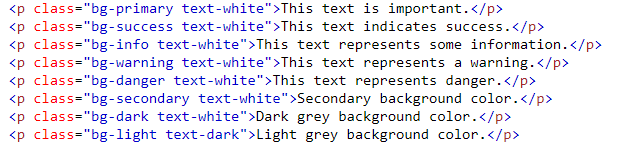 <p class="bg-primary text-white">This text is important.</p>
<p class="bg-success text-white">This text indicates success.</p>
<p class="bg-info text-white">This text represents some information.</p>
<p class="bg-warning text-white">This text represents a warning.</p>
<p class="bg-danger text-white">This text represents danger.</p>
<p class="bg-secondary text-white">Secondary background color.</p>
<p class="bg-dark text-white">Dark grey background color.</p>
<p class="bg-light text-dark">Light grey background color.</p>